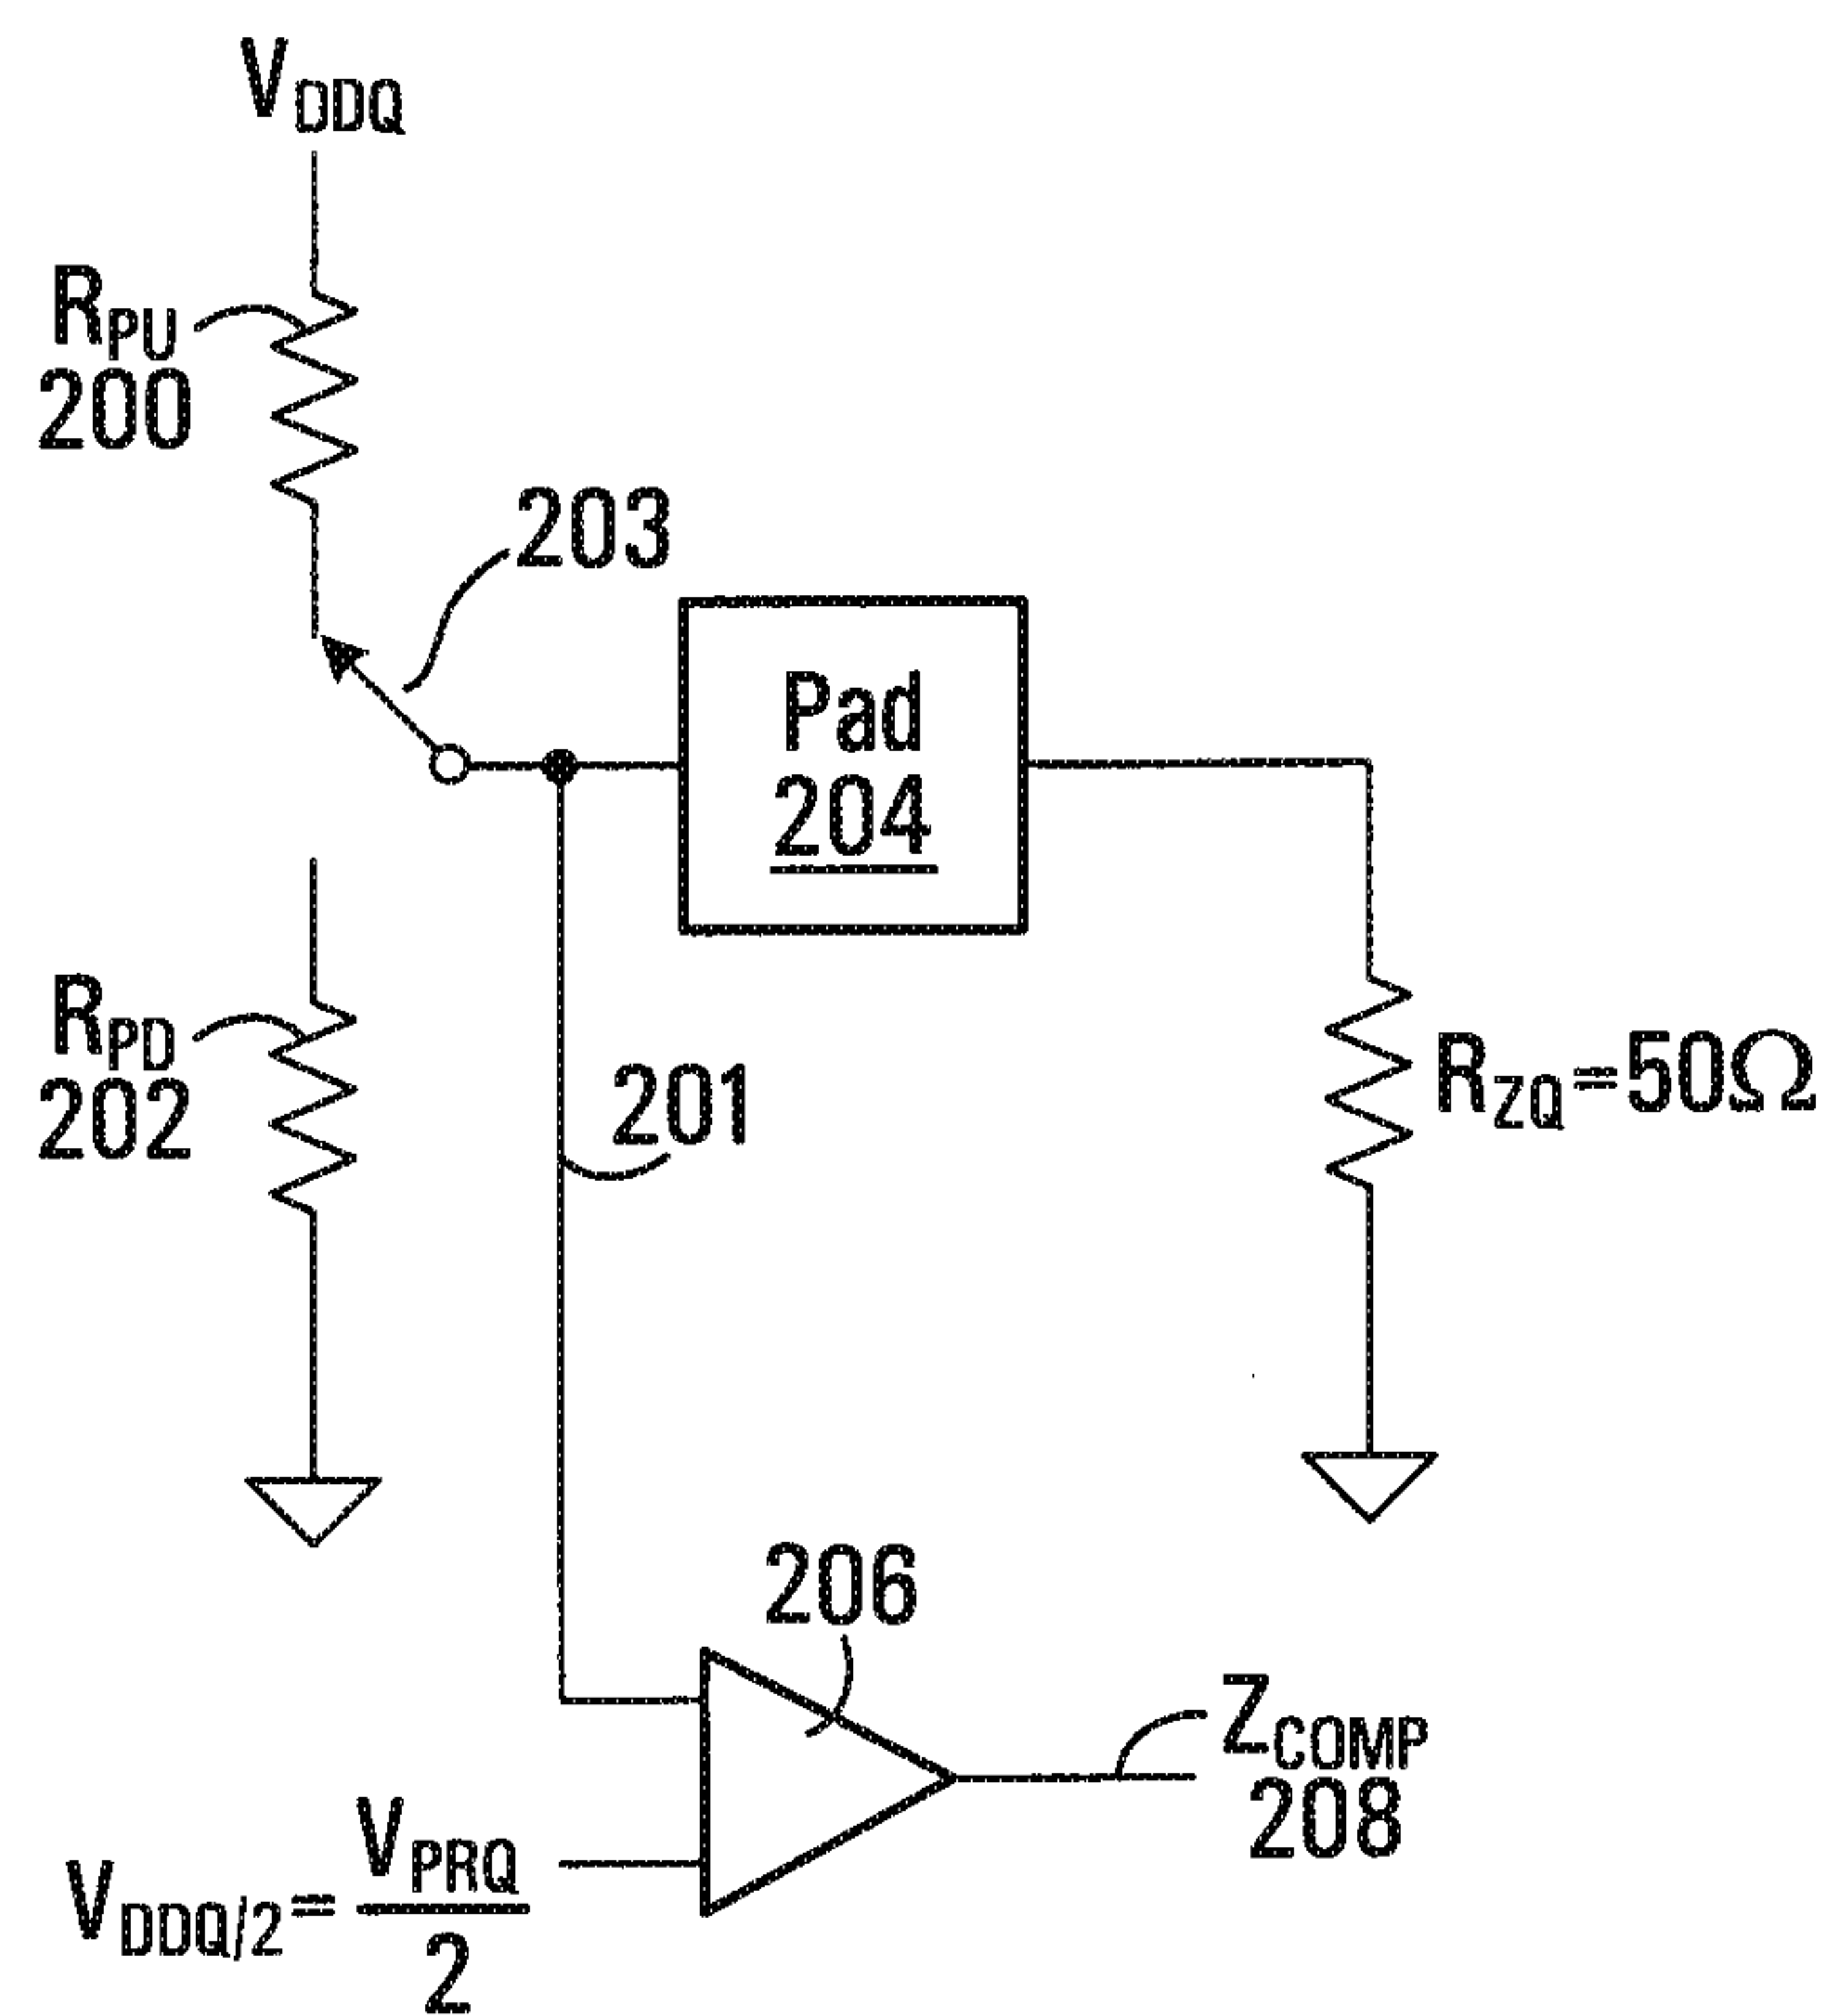 VDDQ
RPU
200
203
Pad
204
RPD
202
201
RZQ=50Ω
206
ZCOMP
208
VDDQ/2=VPRQ
2